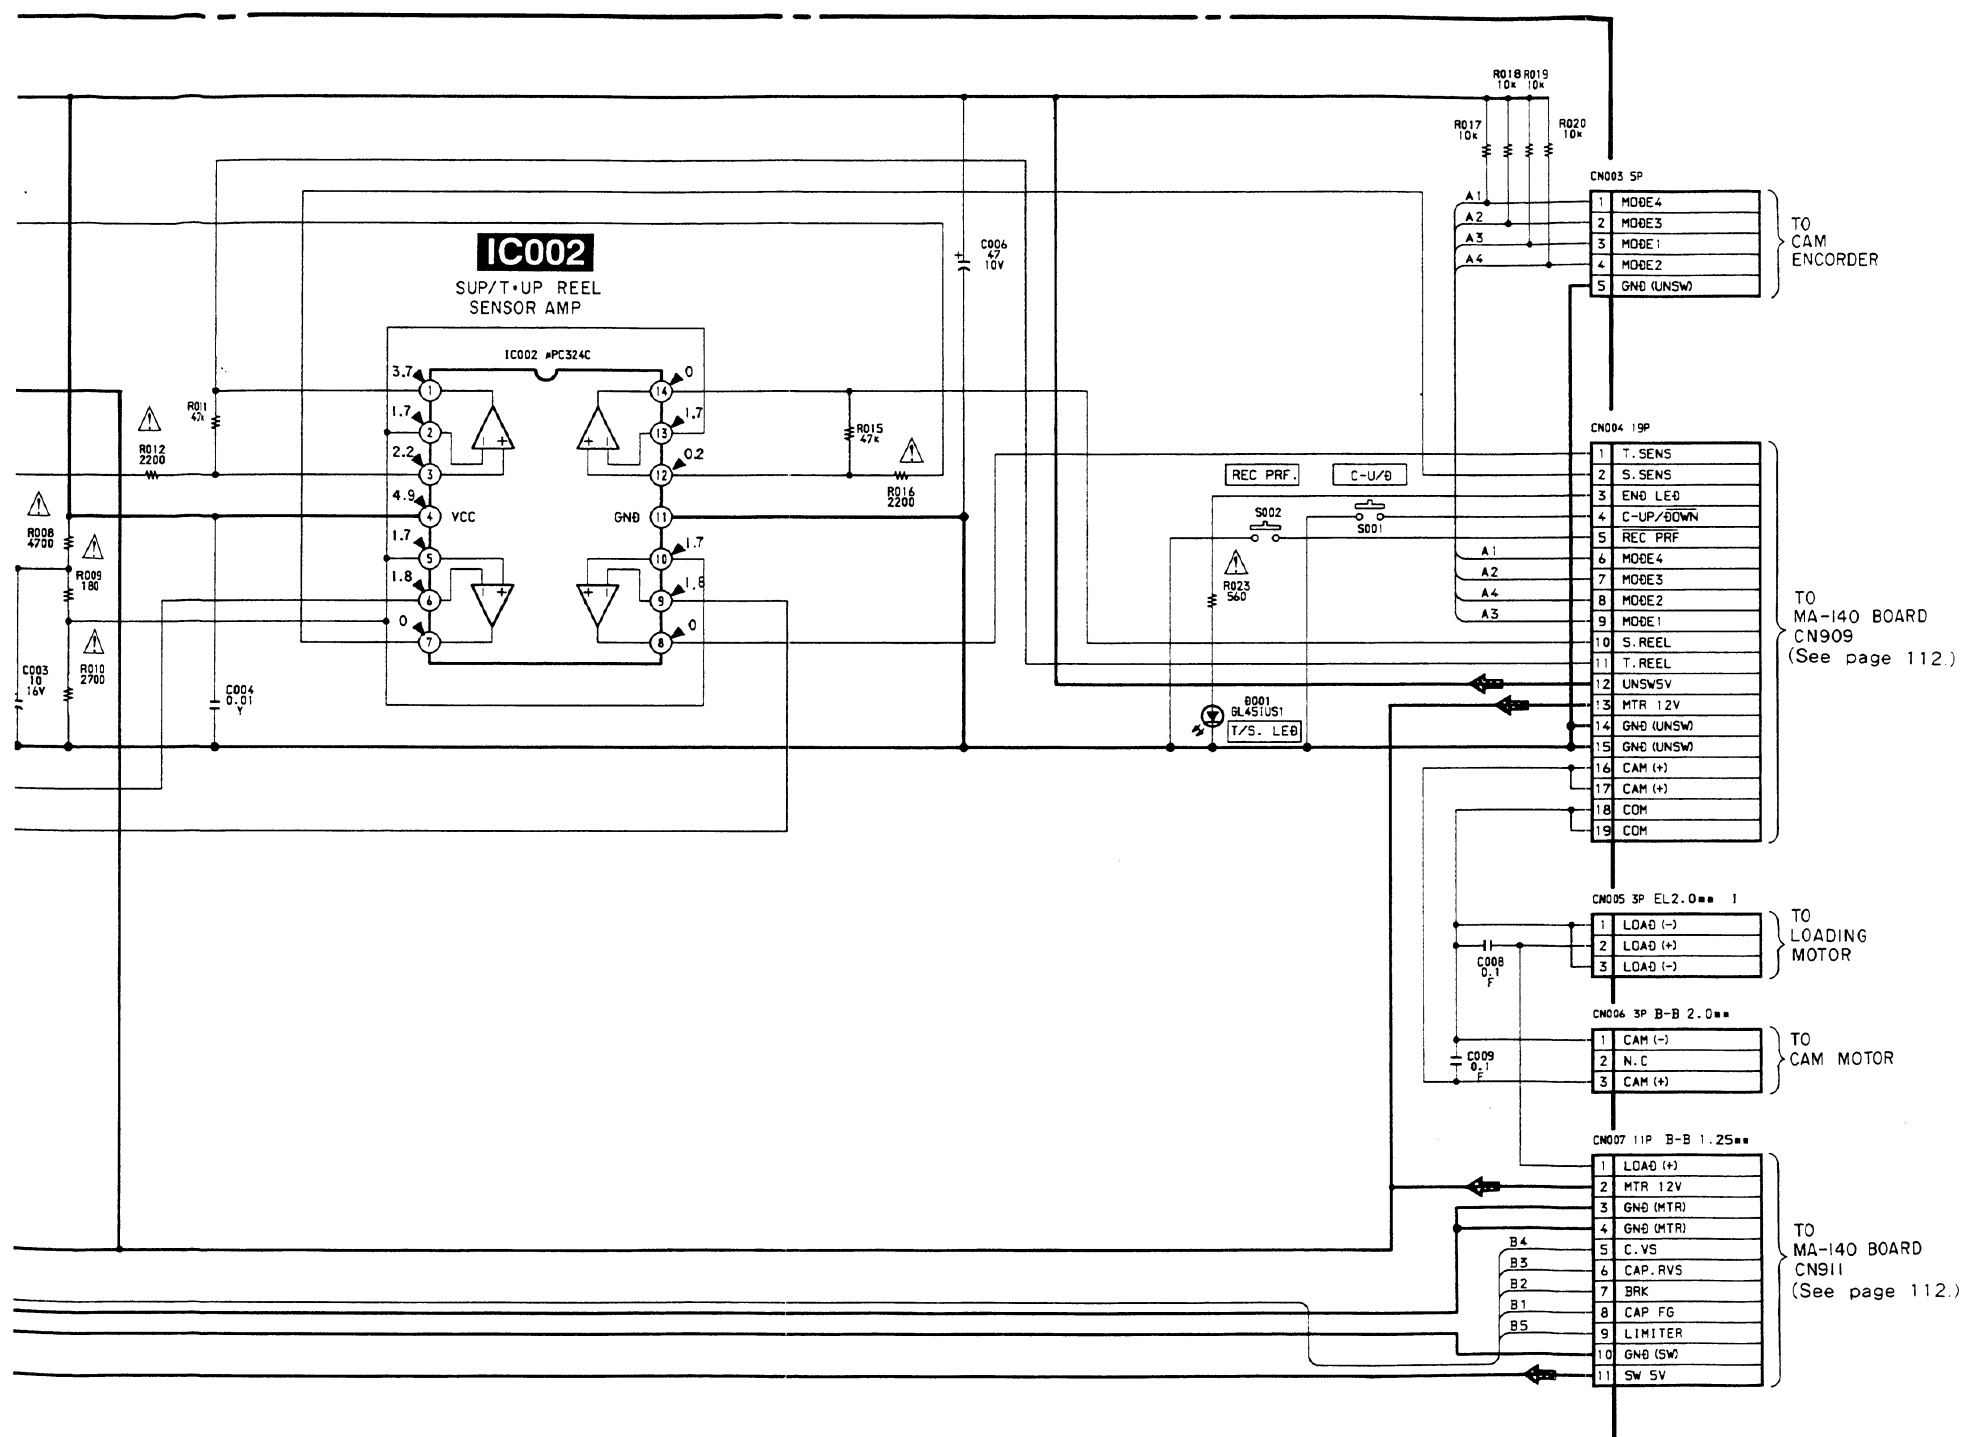 R018 R019
10k 10k
R017
10k
R020
10k
CN003 5P
A1
1 MODE4
A2
2 MODE3
A3
3 MODE1
A4
4 MODE2
5 GND (UNSW)
TO
CAM
ENCORDER
IC002
SUP/T•UP REEL
SENSOR AMP
C006
47
10V
+
IC002 µPC324C
3.7
1
1.7
2
2.2
3
4.9
4 VCC
1.7
5
1.8
6
0
7
0
14
1.7
13
0.2
12
GND 11
1.7
10
1.8
9
0
8
R011
47k
R012
2200
R008
4700
R009
180
R010
2700
C003
10
16V
C004
0.01
Y
R015
47k
R016
2200
REC PRF.
C-U/D
S002
S001
R023
560
D001
GL451US1
T/S. LED
CN004 19P
1 T.SENS
2 S.SENS
3 END LED
4 C-UP/DOWN
5 REC PRF
A1
6 MODE4
A2
7 MODE3
A4
8 MODE2
A3
9 MODE1
10 S.REEL
11 T.REEL
12 UNSW5V
13 MTR 12V
14 GND (UNSW)
15 GND (UNSW)
16 CAM (+)
17 CAM (+)
18 COM
19 COM
TO
MA-140 BOARD
CN909
(See page 112.)
CN005 3P EL2.0mm 1
1 LOAD (-)
2 LOAD (+)
3 LOAD (-)
TO
LOADING
MOTOR
C008
0.1
F
CN006 3P B-B 2.0mm
1 CAM (-)
2 N.C
3 CAM (+)
TO
CAM MOTOR
C009
0.1
F
CN007 11P B-B 1.25mm
1 LOAD (+)
2 MTR 12V
3 GND (MTR)
4 GND (MTR)
B4
5 C.VS
B3
6 CAP.RVS
B2
7 BRK
B1
8 CAP FG
B5
9 LIMITER
10 GND (SW)
11 SW 5V
TO
MA-140 BOARD
CN911
(See page 112.)